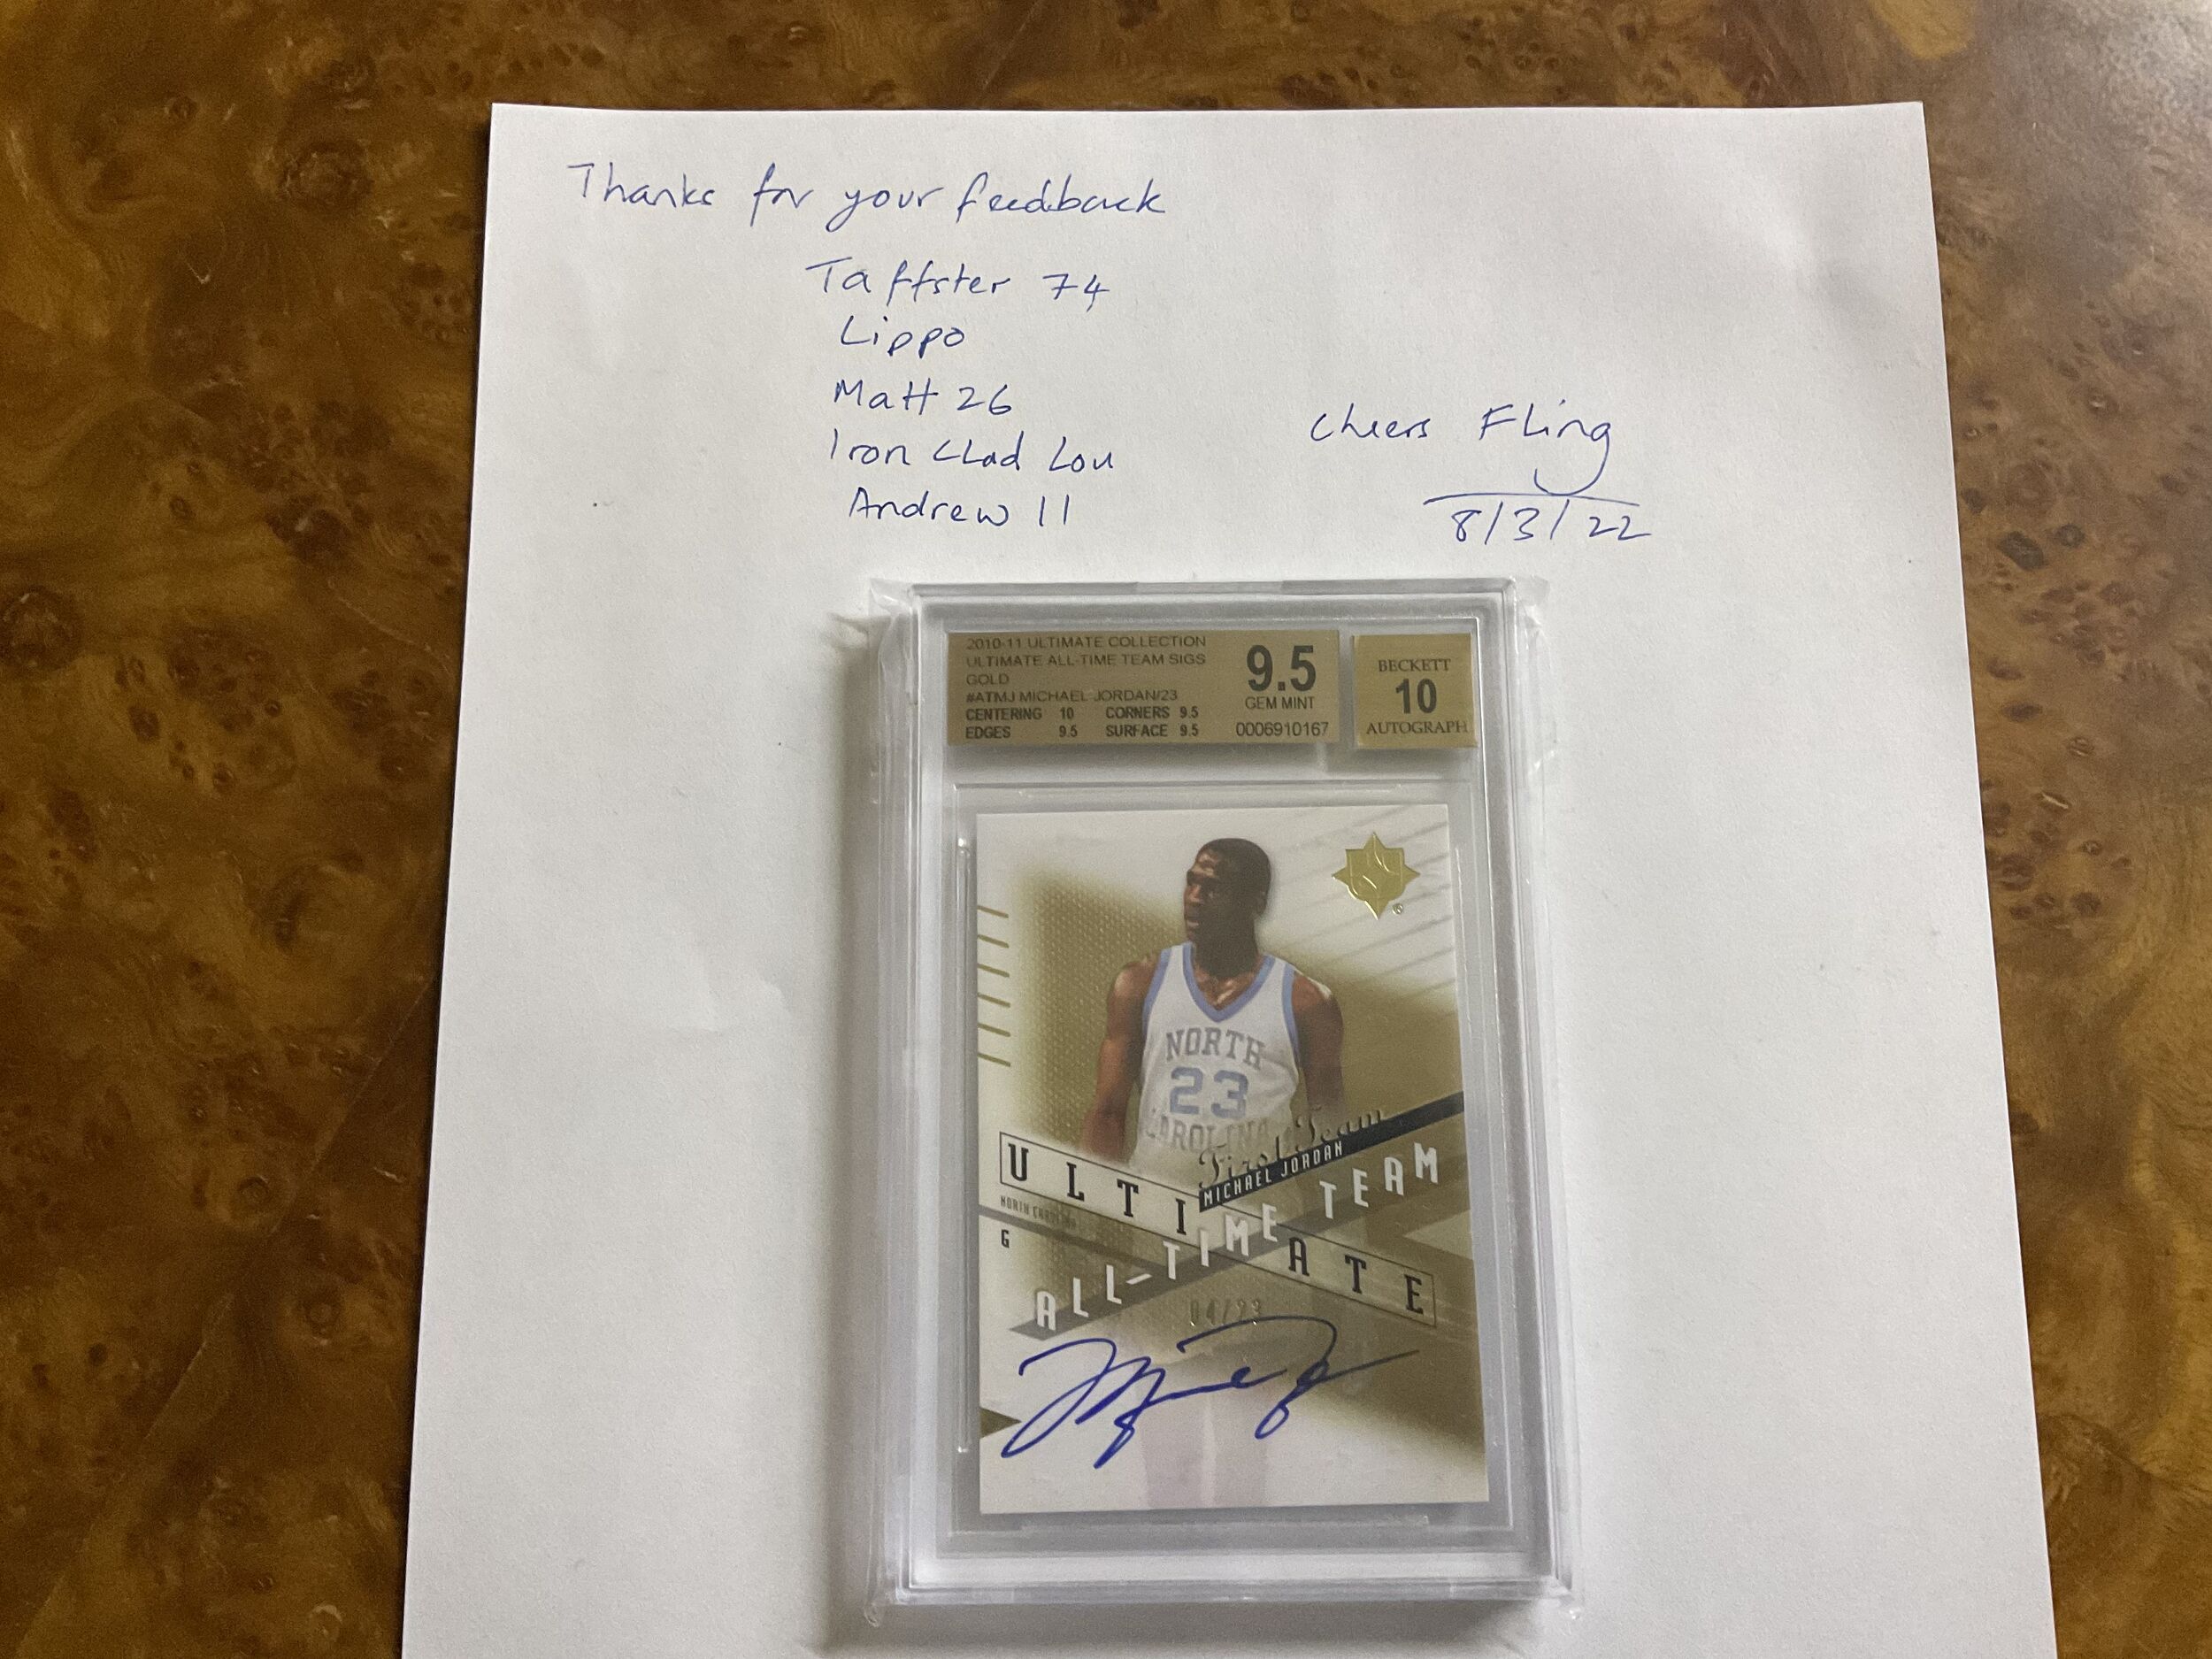 Thanks for your feedback
Taffster 74
Lippo
Matt 26
Iron Clad Lou
Andrew 11
Cheers Fling
8/3/22
2010-11 ULTIMATE COLLECTION
ULTIMATE ALL-TIME TEAM SIGS
GOLD
#ATMJ MICHAEL JORDAN/23
CENTERING 10 CORNERS 9.5
EDGES 9.5 SURFACE 9.5
9.5
GEM MINT
0006910167
BECKETT
10
AUTOGRAPH
®
NORTH
23
CAROLINA
First Team
MICHAEL JORDAN
ULTIMATE
NORTH CAROLINA
G
ALL-TIME TEAM
04/23